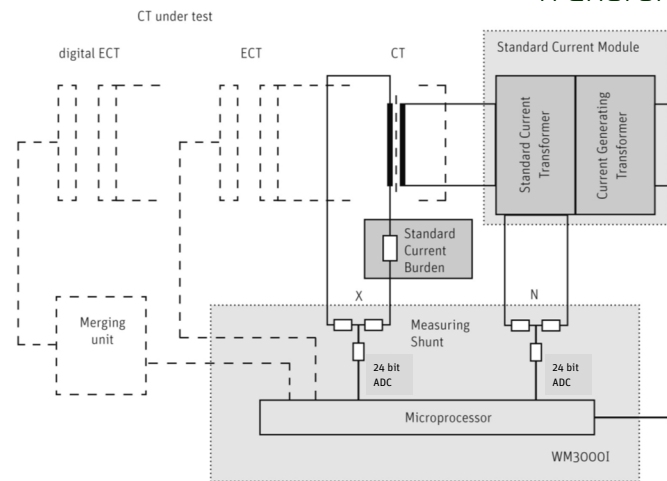 CT under test
digital ECT
ECT
CT
Standard Current Module
Standard Current
Transformer
Current Generating
Transformer
Standard
Current
Burden
X
N
Merging
unit
Measuring
Shunt
24 bit
ADC
24 bit
ADC
Microprocessor
WM3000I